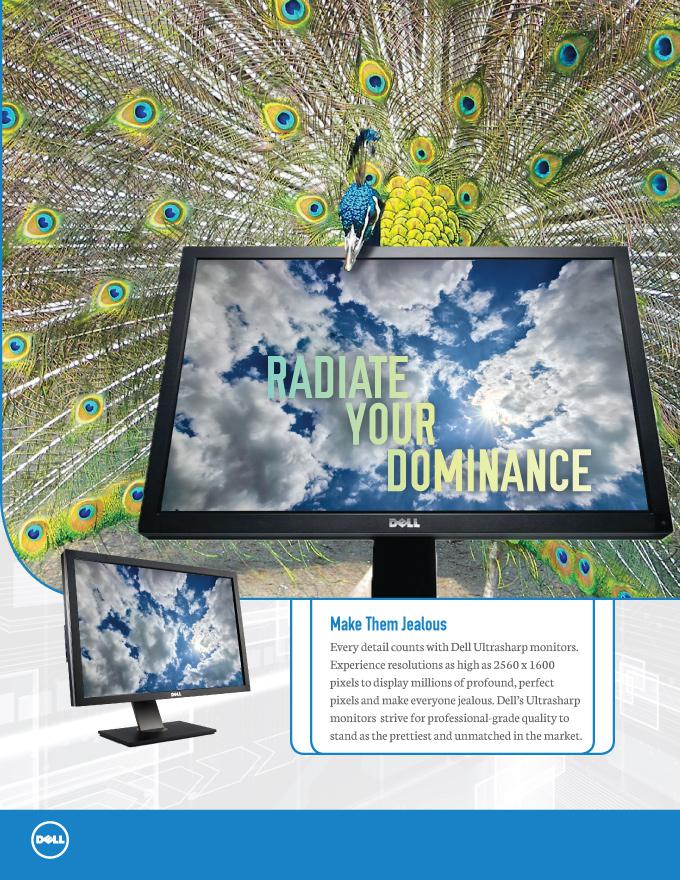 RADIATE
YOUR
DOMINANCE
DELL
DELL
Make Them Jealous
Every detail counts with Dell Ultrasharp monitors.
Experience resolutions as high as 2560 x 1600
pixels to display millions of profound, perfect
pixels and make everyone jealous. Dell's Ultrasharp
monitors strive for professional-grade quality to
stand as the prettiest and unmatched in the market.
DELL